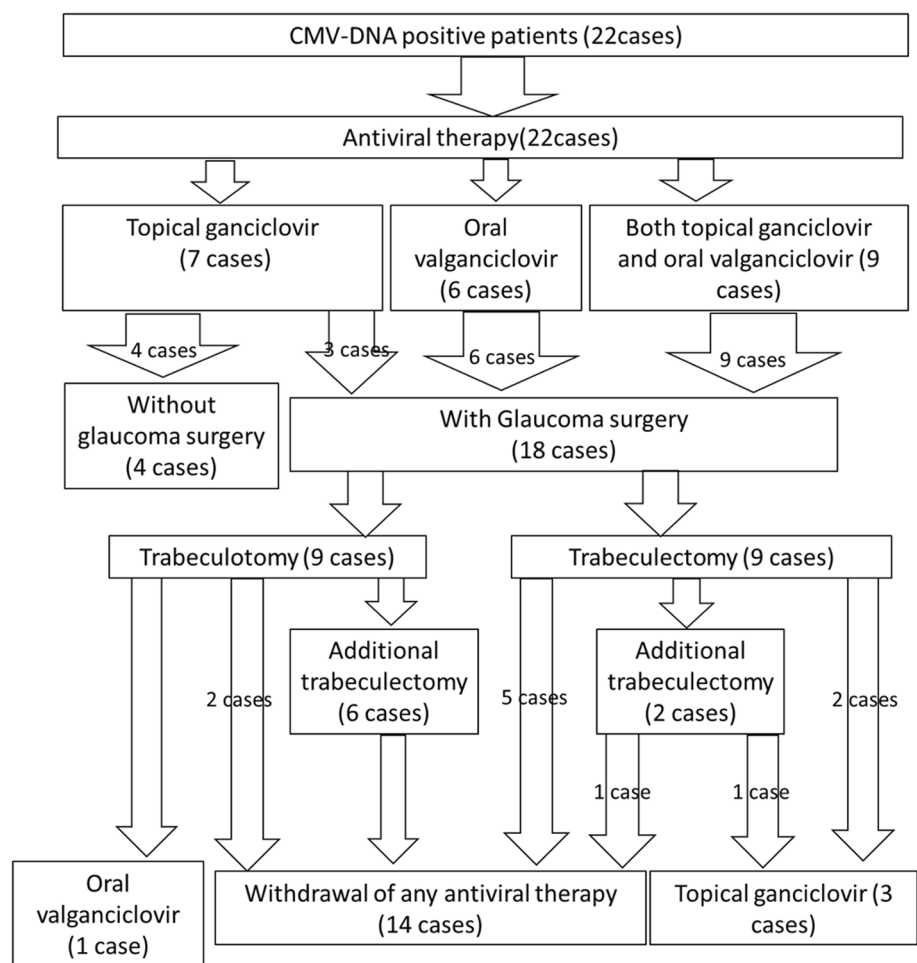 CMV-DNA positive patients (22cases)
Antiviral therapy(22cases)
Topical ganciclovir
(7 cases)
Oral
valganciclovir
(6 cases)
Both topical ganciclovir
and oral valganciclovir (9
cases)
4 cases
3 cases
6 cases
9 cases
Without
glaucoma surgery
(4 cases)
With Glaucoma surgery
(18 cases)
Trabeculotomy (9 cases)
Trabeculectomy (9 cases)
2 cases
Additional
trabeculectomy
(6 cases)
5 cases
Additional
trabeculectomy
(2 cases)
2 cases
1 case
1 case
Oral
valganciclovir
(1 case)
Withdrawal of any antiviral therapy
(14 cases)
Topical ganciclovir (3
cases)